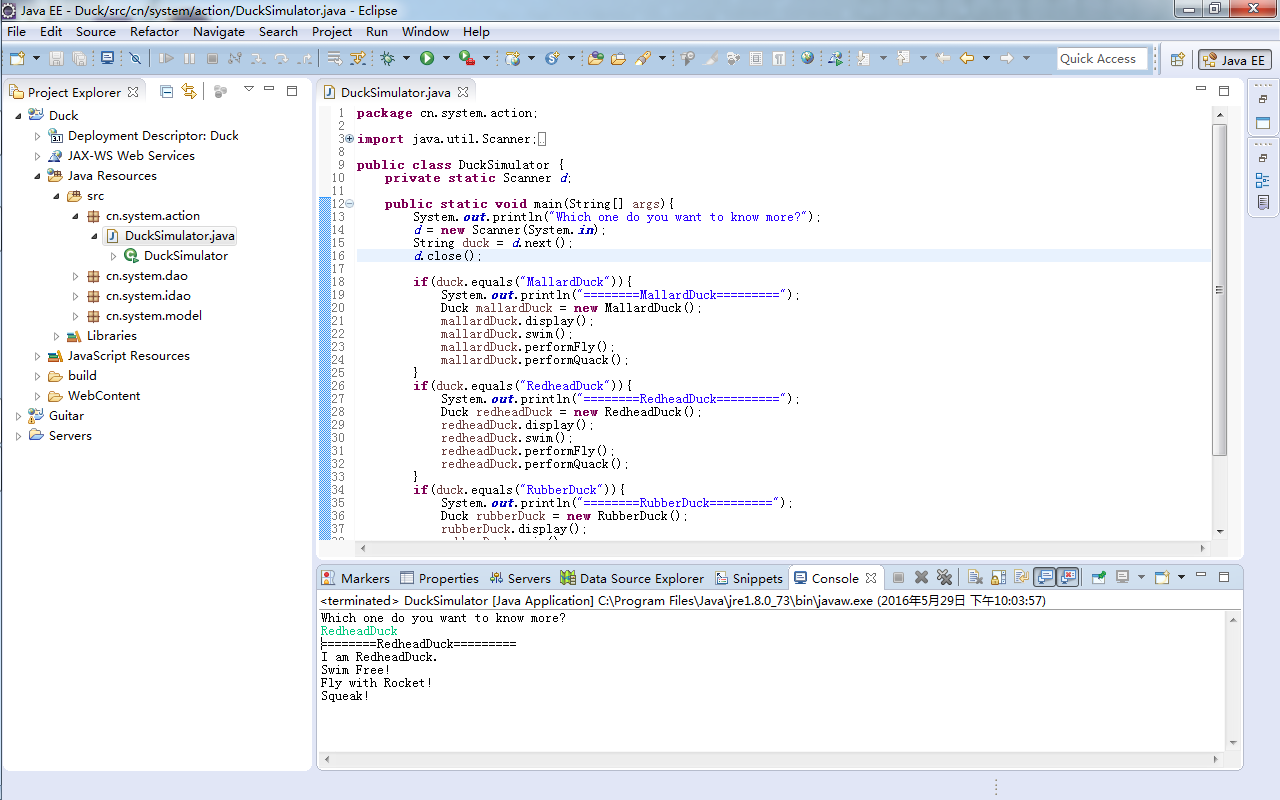 Java EE - Duck/src/cn/system/action/DuckSimulator.java - Eclipse
File Edit Source Refactor Navigate Search Project Run Window Help
Quick Access
Java EE
Project Explorer
Duck
Deployment Descriptor: Duck
JAX-WS Web Services
Java Resources
src
cn.system.action
DuckSimulator.java
DuckSimulator
cn.system.dao
cn.system.idao
cn.system.model
Libraries
JavaScript Resources
build
WebContent
Guitar
Servers
DuckSimulator.java
1 package cn.system.action;
2
3 import java.util.Scanner;
8
9 public class DuckSimulator {
10     private static Scanner d;
11
12     public static void main(String[] args){
13         System.out.println("Which one do you want to know more?");
14         d = new Scanner(System.in);
15         String duck = d.next();
16         d.close();
17
18         if(duck.equals("MallardDuck")){
19             System.out.println("========MallardDuck=========");
20             Duck mallardDuck = new MallardDuck();
21             mallardDuck.display();
22             mallardDuck.swim();
23             mallardDuck.performFly();
24             mallardDuck.performQuack();
25         }
26         if(duck.equals("RedheadDuck")){
27             System.out.println("========RedheadDuck=========");
28             Duck redheadDuck = new RedheadDuck();
29             redheadDuck.display();
30             redheadDuck.swim();
31             redheadDuck.performFly();
32             redheadDuck.performQuack();
33         }
34         if(duck.equals("RubberDuck")){
35             System.out.println("========RubberDuck=========");
36             Duck rubberDuck = new RubberDuck();
37             rubberDuck.display();
Markers Properties Servers Data Source Explorer Snippets Console
<terminated> DuckSimulator [Java Application] C:\Program Files\Java\jre1.8.0_73\bin\javaw.exe (2016年5月29日 下午10:03:57)
Which one do you want to know more?
RedheadDuck
========RedheadDuck=========
I am RedheadDuck.
Swim Free!
Fly with Rocket!
Squeak!